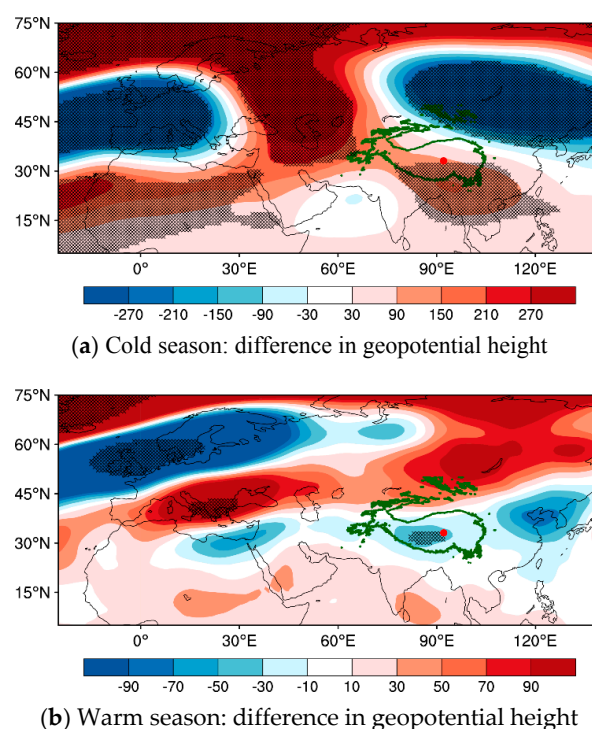 75°N
60°N
45°N
30°N
15°N
0° 30°E 60°E 90°E 120°E
-270 -210 -150 -90 -30 30 90 150 210 270
(a) Cold season: difference in geopotential height
75°N
60°N
45°N
30°N
15°N
0° 30°E 60°E 90°E 120°E
-90 -70 -50 -30 -10 10 30 50 70 90
(b) Warm season: difference in geopotential height